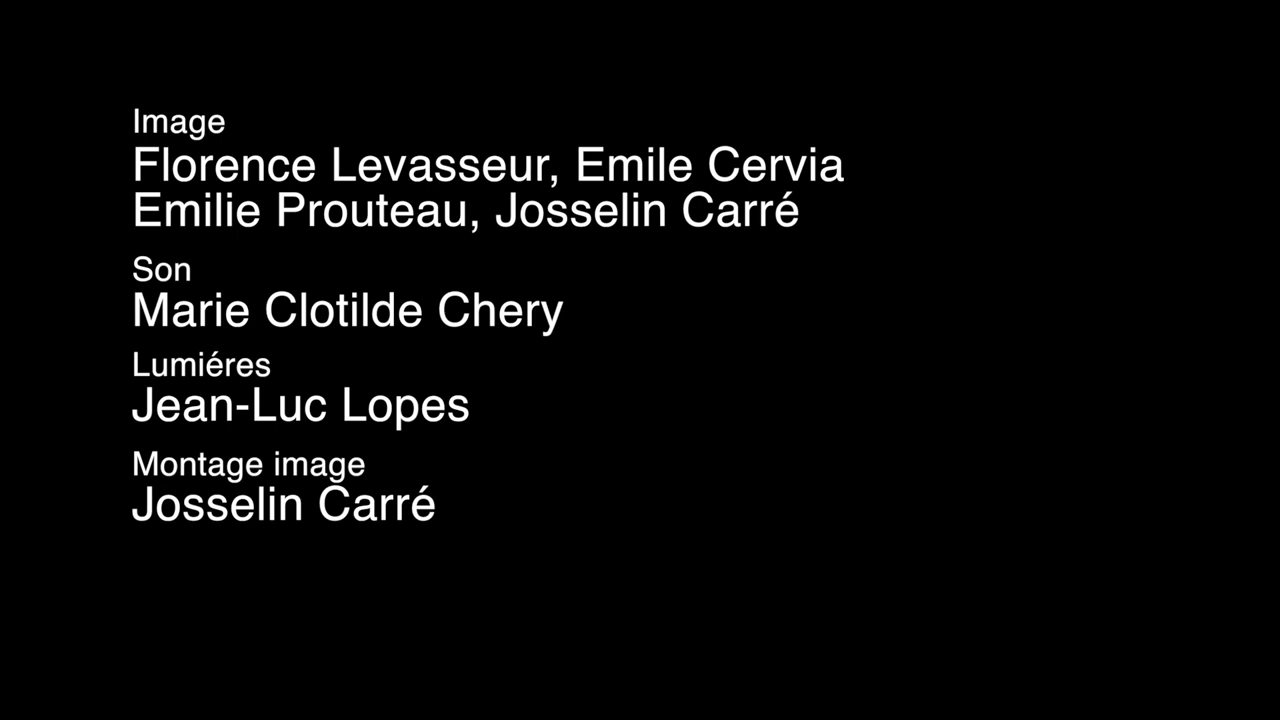 Image
Florence Levasseur, Emile Cervia
Emilie Prouteau, Josselin Carré
Son
Marie Clotilde Chery
Lumiéres
Jean-Luc Lopes
Montage image
Josselin Carré